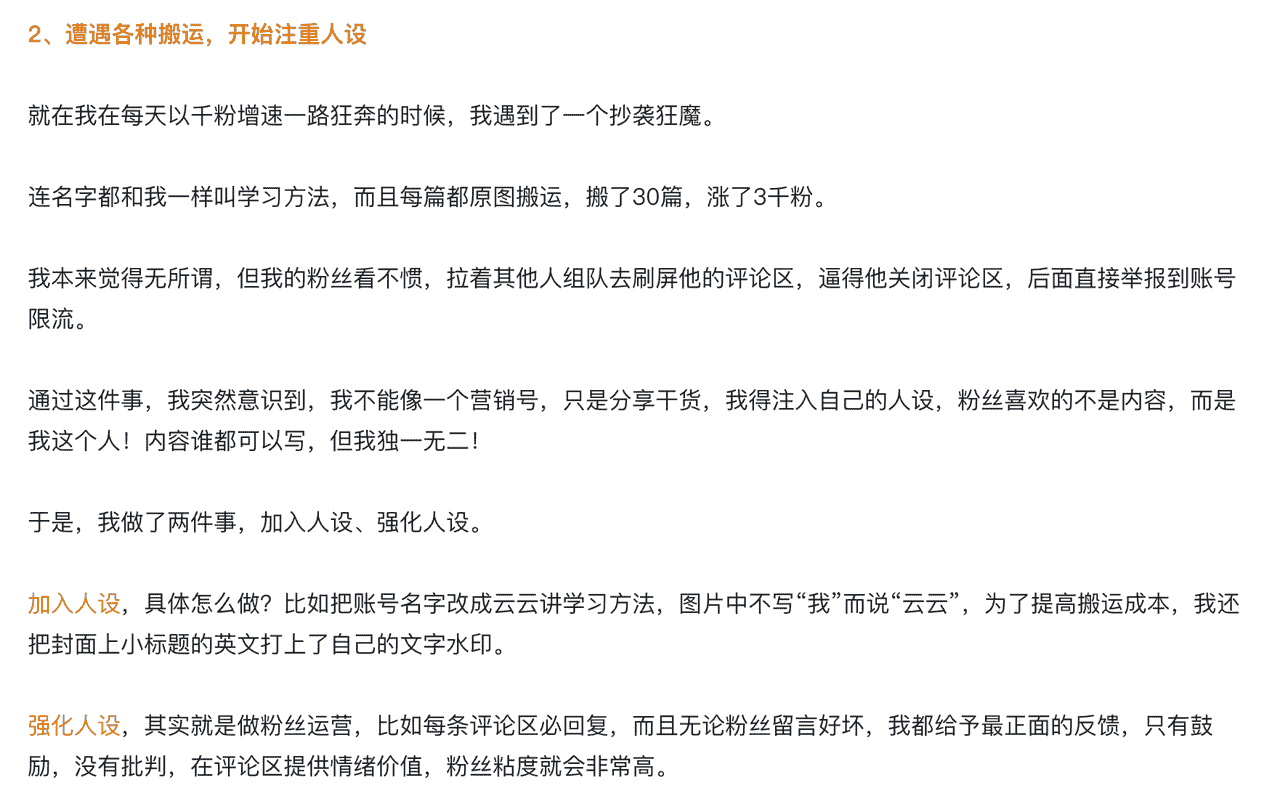 2、遭遇各种搬运，开始注重人设
就在我在每天以千粉增速一路狂奔的时候，我遇到了一个抄袭狂魔。
连名字都和我一样叫学习方法，而且每篇都原图搬运，搬了30篇，涨了3千粉。
我本来觉得无所谓，但我的粉丝看不惯，拉着其他人组队去刷屏他的评论区，逼得他关闭评论区，后面直接举报到账号
限流。
通过这件事，我突然意识到，我不能像一个营销号，只是分享干货，我得注入自己的人设，粉丝喜欢的不是内容，而是
我这个人！内容谁都可以写，但我独一无二！
于是，我做了两件事，加入人设、强化人设。
加入人设，具体怎么做？比如把账号名字改成云云讲学习方法，图片中不写“我”而说“云云”，为了提高搬运成本，我还
把封面上小标题的英文打上了自己的文字水印。
强化人设，其实就是做粉丝运营，比如每条评论区必回复，而且无论粉丝留言好坏，我都给予最正面的反馈，只有鼓
励，没有批判，在评论区提供情绪价值，粉丝粘度就会非常高。